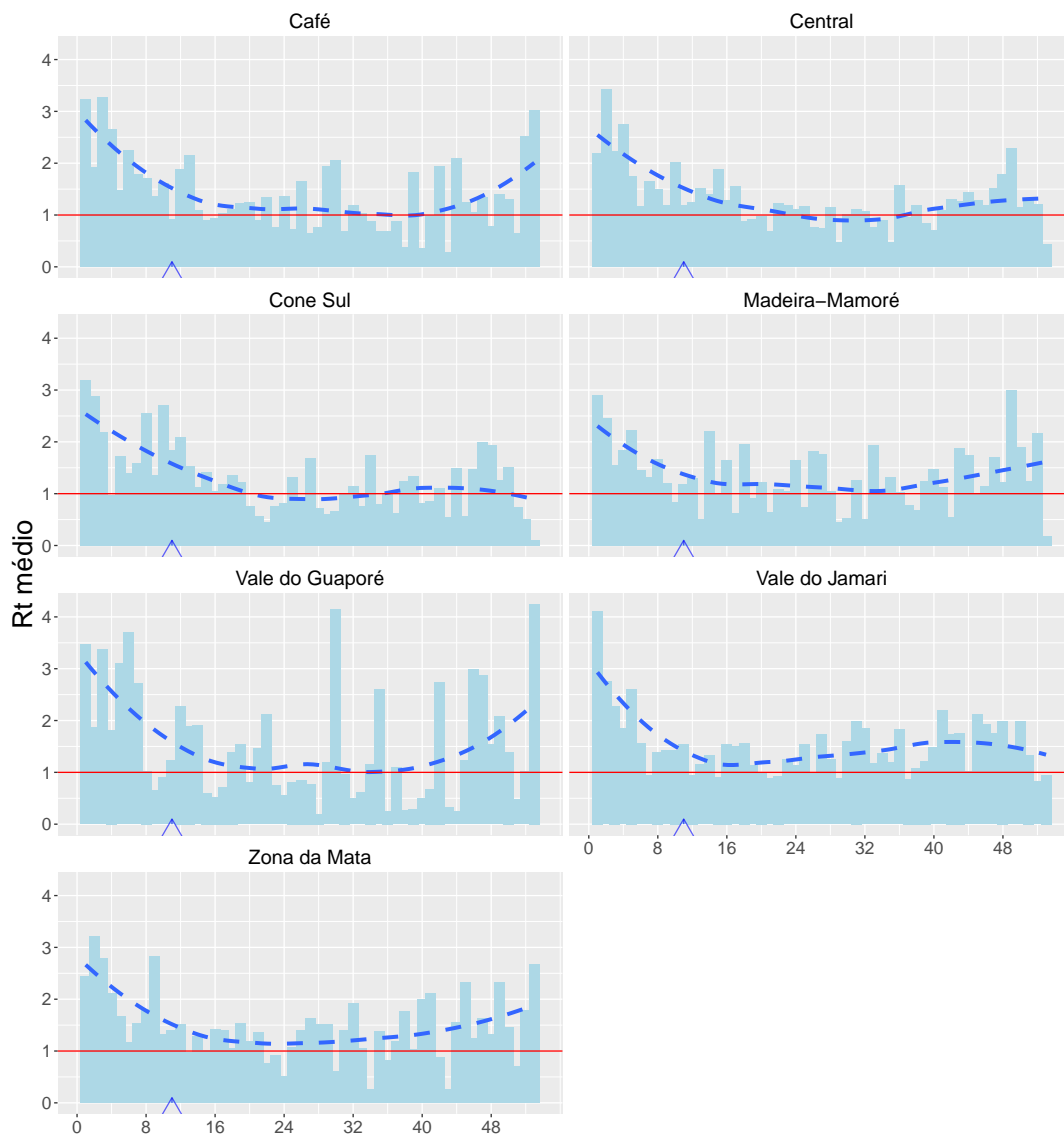 Café
Central
4
3
2
1
0
Cone Sul
Madeira−Mamoré
4
3
2
1
0
Rt médio
Vale do Guaporé
Vale do Jamari
4
3
2
1
0
0 8 16 24 32 40 48
Zona da Mata
4
3
2
1
0
0 8 16 24 32 40 48